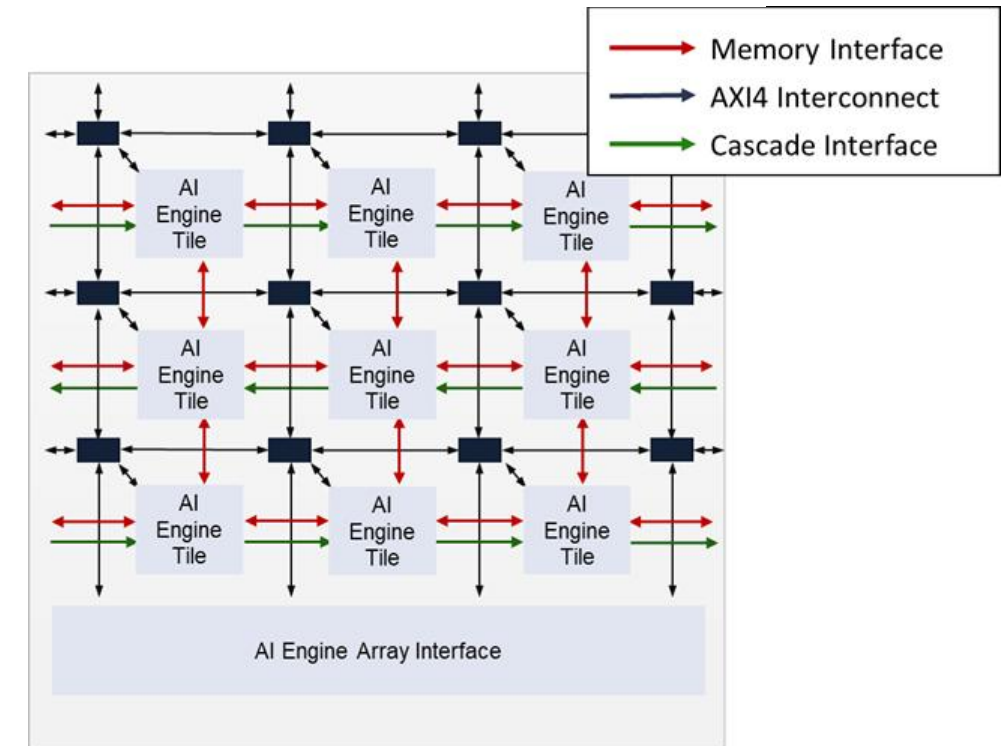 Memory Interface
AXI4 Interconnect
Cascade Interface
AI
Engine
Tile
AI
Engine
Tile
AI
Engine
Tile
AI
Engine
Tile
AI
Engine
Tile
AI
Engine
Tile
AI
Engine
Tile
AI
Engine
Tile
AI
Engine
Tile
AI Engine Array Interface